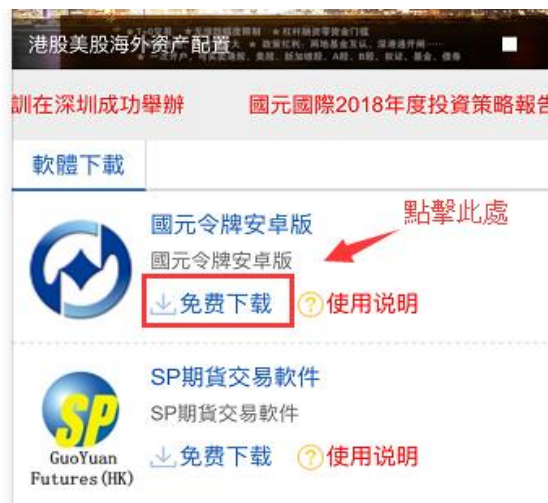 港股美股海外资产配置
訓在深圳成功舉辦 國元國際2018年度投資策略報告
軟體下載
國元令牌安卓版
點擊此處
國元令牌安卓版
免费下载 ?使用说明
SP期貨交易軟件
SP期貨交易軟件
SP
GuoYuan
Futures(HK)
免费下载 ?使用说明